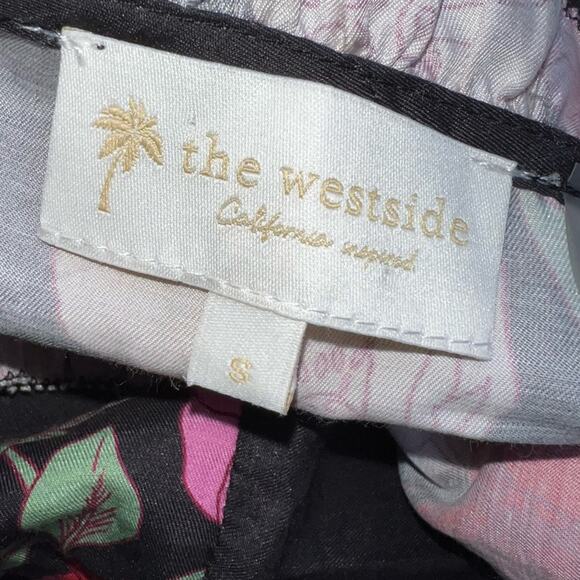 the westside
California inspired.
S